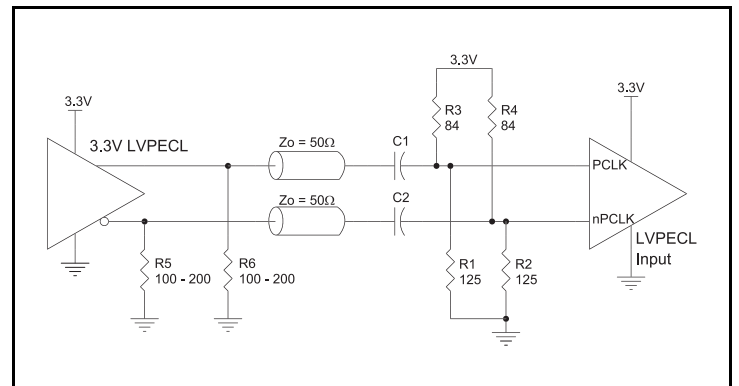 3.3V
3.3V LVPECL
Zo = 50Ω
C1
3.3V
R3
84
R4
84
3.3V
PCLK
Zo = 50Ω
C2
nPCLK
LVPECL
Input
R5
100 - 200
R6
100 - 200
R1
125
R2
125